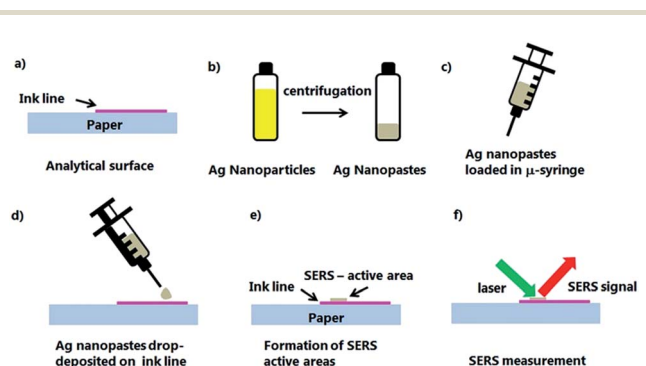 a)
Ink line
Paper
Analytical surface
b)
centrifugation
Ag Nanoparticles
Ag Nanopastes
c)
Ag nanopastes
loaded in μ-syringe
d)
Ag nanopastes drop-
deposited on ink line
e)
SERS – active area
Ink line
Paper
Formation of SERS
active areas
f)
laser
SERS signal
SERS measurement